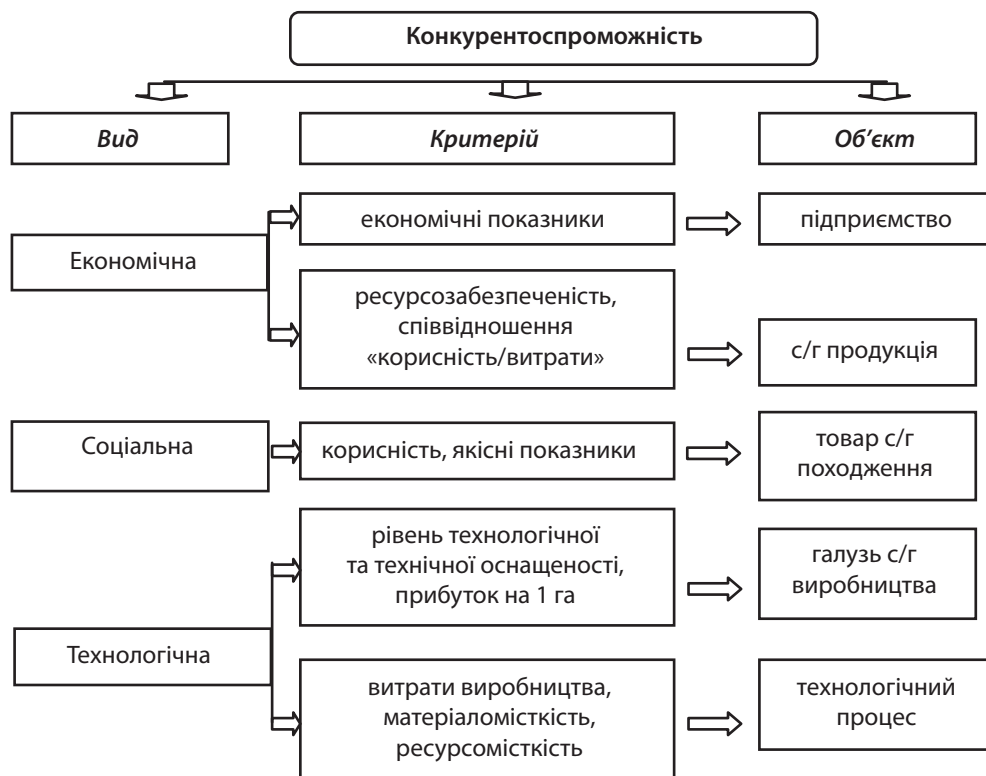 Конкурентоспроможність
Вид
Критерій
Об’єкт
Економічна
економічні показники
підприємство
ресурсозабезпеченість,
співвідношення
«корисність/витрати»
с/г продукція
Соціальна
корисність, якісні показники
товар с/г
походження
Технологічна
рівень технологічної
та технічної оснащеності,
прибуток на 1 га
галузь с/г
виробництва
витрати виробництва,
матеріаломісткість,
ресурсомісткість
технологічний
процес